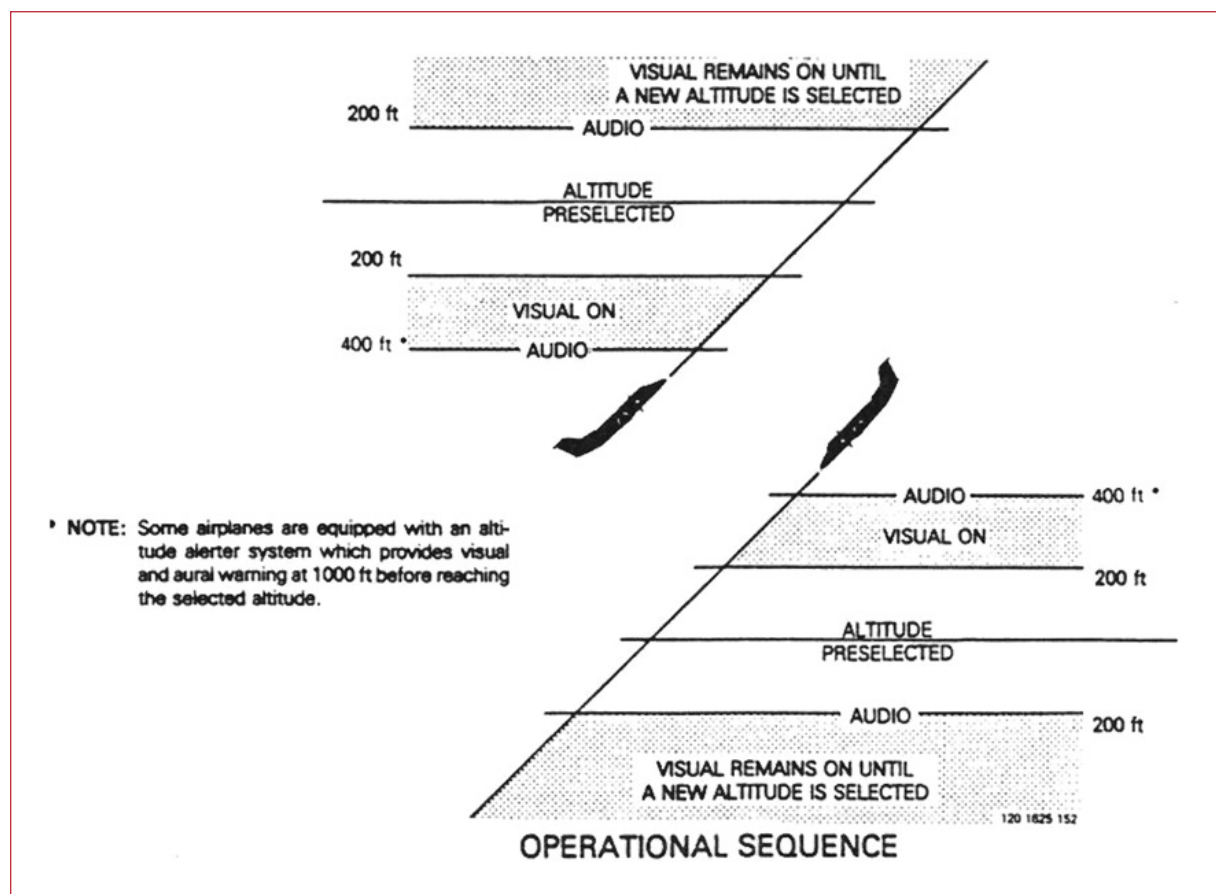 VISUAL REMAINS ON UNTIL
A NEW ALTITUDE IS SELECTED
200 ft
AUDIO
ALTITUDE
PRESELECTED
200 ft
VISUAL ON
400 ft *
AUDIO
AUDIO
400 ft *
VISUAL ON
200 ft
* NOTE: Some airplanes are equipped with an alti-
tude alerter system which provides visual
and aural warning at 1000 ft before reaching
the selected altitude.
ALTITUDE
PRESELECTED
AUDIO
200 ft
VISUAL REMAINS ON UNTIL
A NEW ALTITUDE IS SELECTED
120 1625 152
OPERATIONAL SEQUENCE